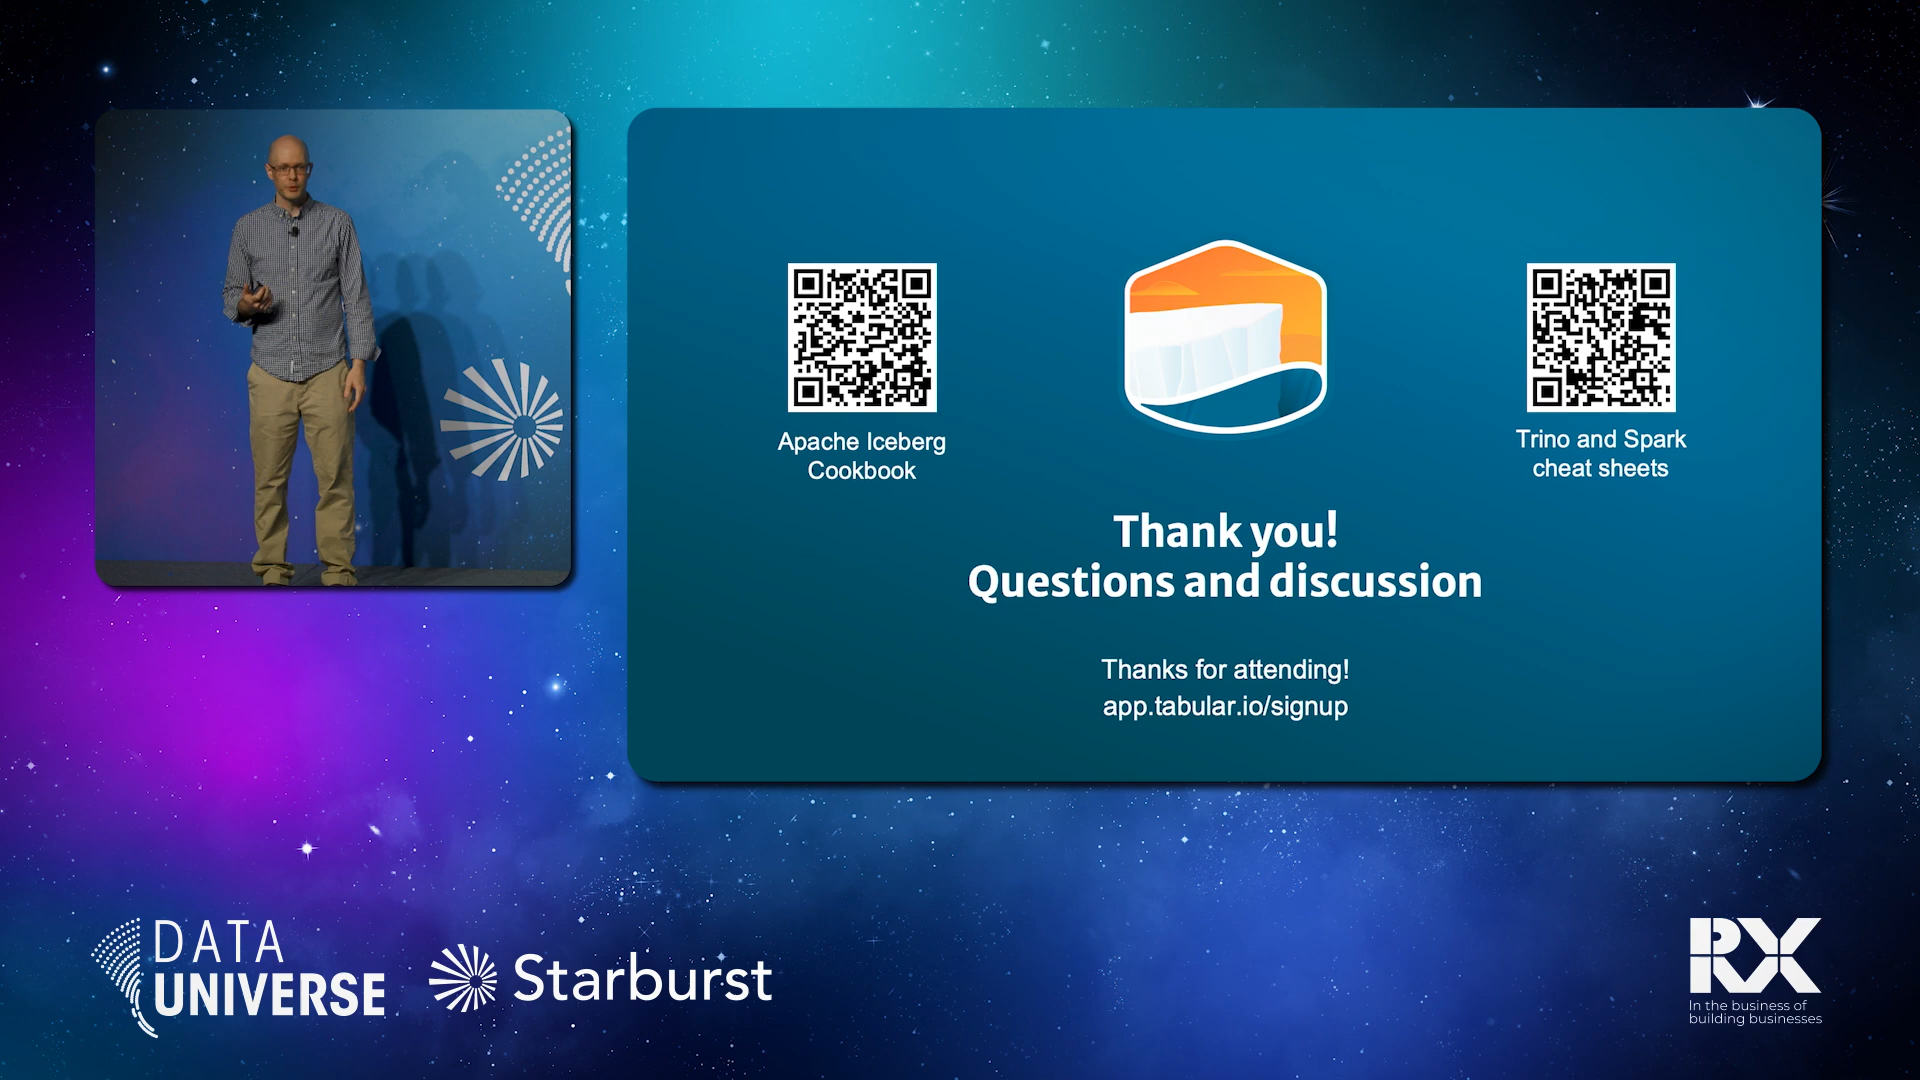 Apache Iceberg
Cookbook
Trino and Spark
cheat sheets
Thank you!
Questions and discussion
Thanks for attending!
app.tabular.io/signup
DATA
UNIVERSE
Starburst
RX
In the business of
building businesses